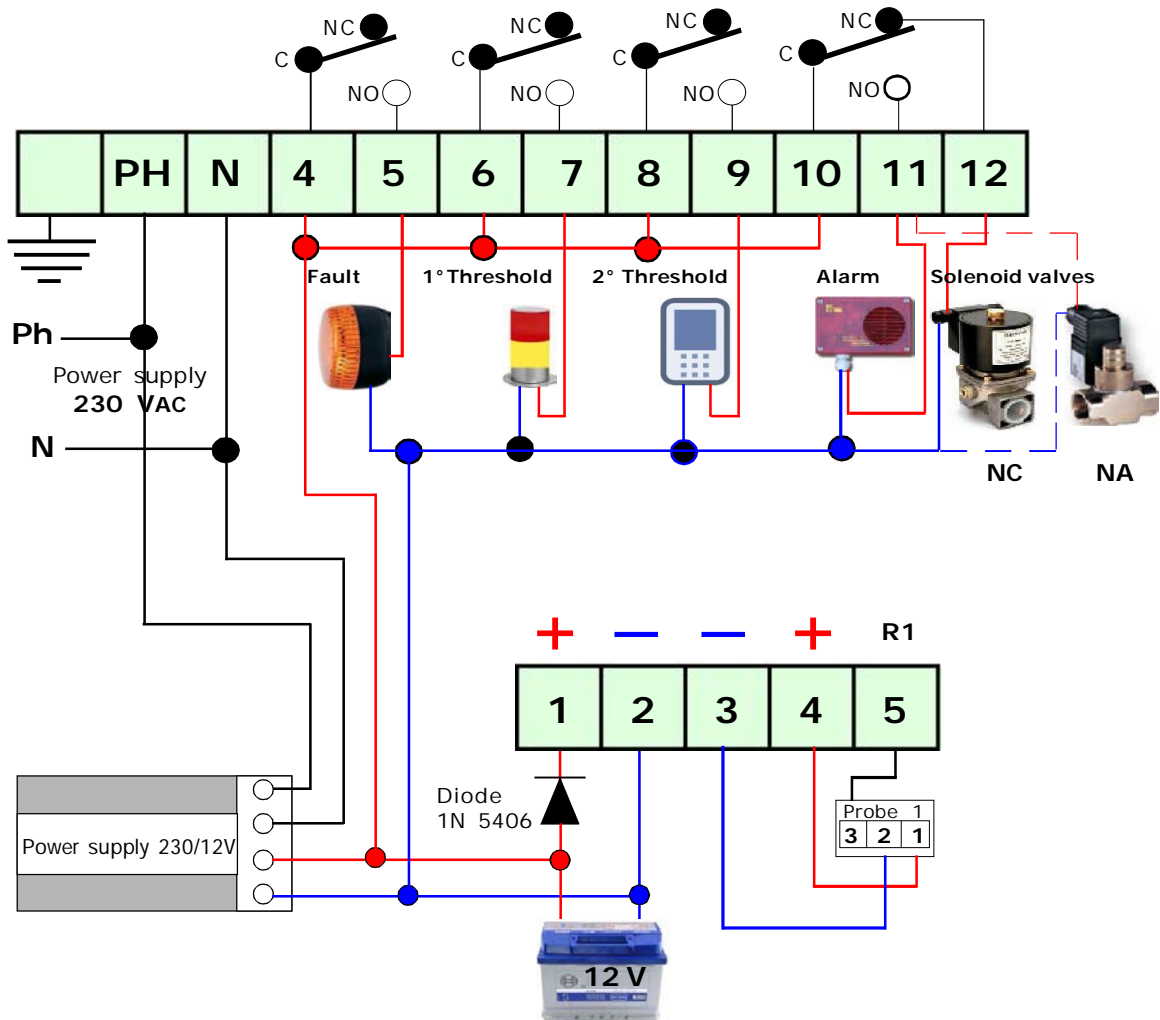 NC NC NC NC
C C C C
NO NO NO NO
PH N 4 5 6 7 8 9 10 11 12
Fault 1° Threshold 2° Threshold Alarm Solenoid valves
Ph
Power supply
230 VAC
N
NC NA
+ — — + R1
1 2 3 4 5
Diode
1N 5406
Probe 1
3 2 1
Power supply 230/12V
12 V